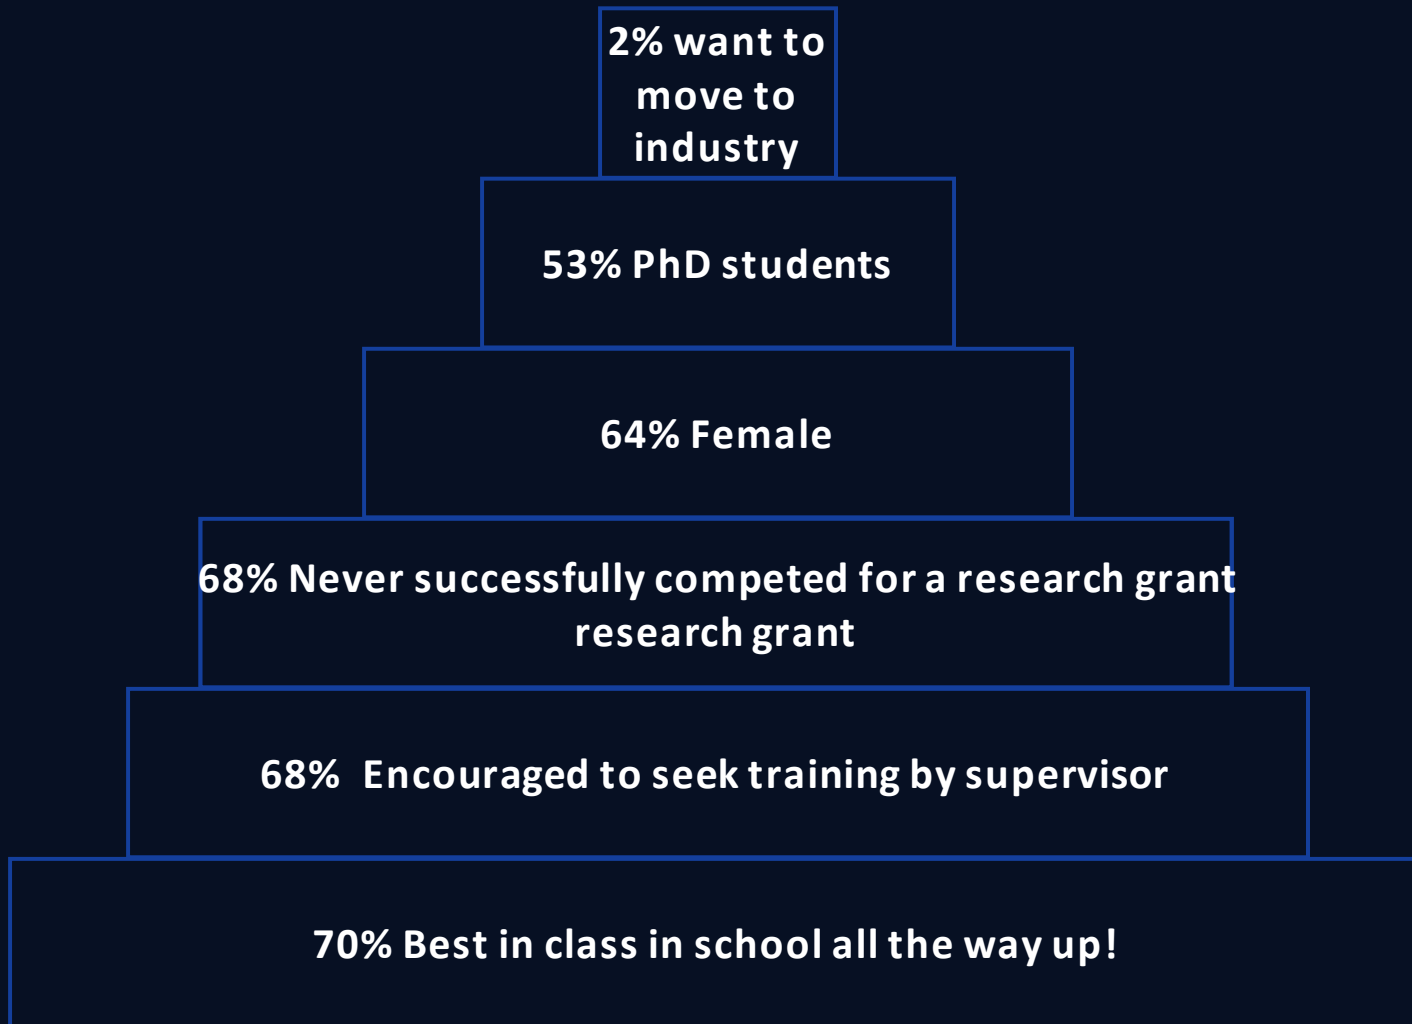 2% want to
move to
industry
53% PhD students
64% Female
68% Never successfully competed for a research grant
research grant
68%  Encouraged to seek training by supervisor
70% Best in class in school all the way up!